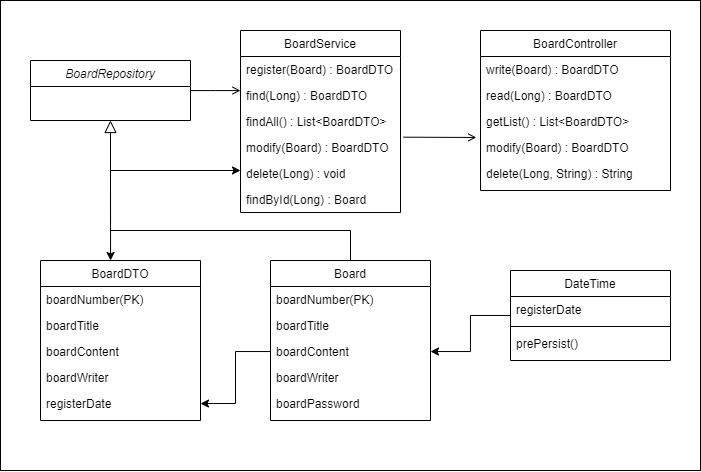 BoardRepository
BoardService
register(Board) : BoardDTO
find(Long) : BoardDTO
findAll() : List<BoardDTO>
modify(Board) : BoardDTO
delete(Long) : void
findById(Long) : Board
BoardController
write(Board) : BoardDTO
read(Long) : BoardDTO
getList() : List<BoardDTO>
modify(Board) : BoardDTO
delete(Long, String) : String
BoardDTO
boardNumber(PK)
boardTitle
boardContent
boardWriter
registerDate
Board
boardNumber(PK)
boardTitle
boardContent
boardWriter
boardPassword
DateTime
registerDate
prePersist()